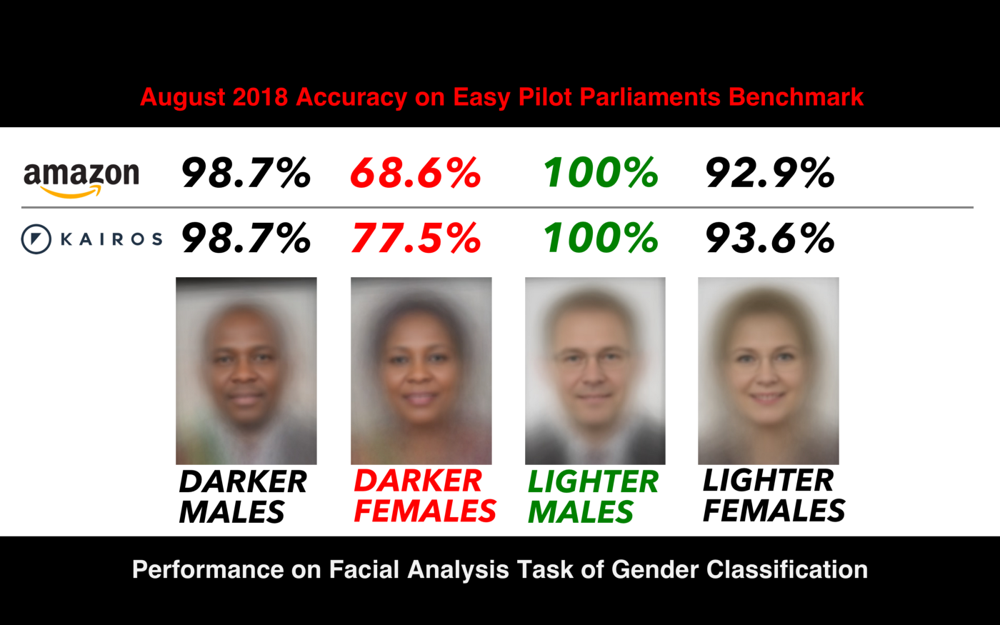 August 2018 Accuracy on Easy Pilot Parliaments Benchmark
amazon 98.7% 68.6% 100% 92.9%
KAIROS 98.7% 77.5% 100% 93.6%
DARKER MALES
DARKER FEMALES
LIGHTER MALES
LIGHTER FEMALES
Performance on Facial Analysis Task of Gender Classification